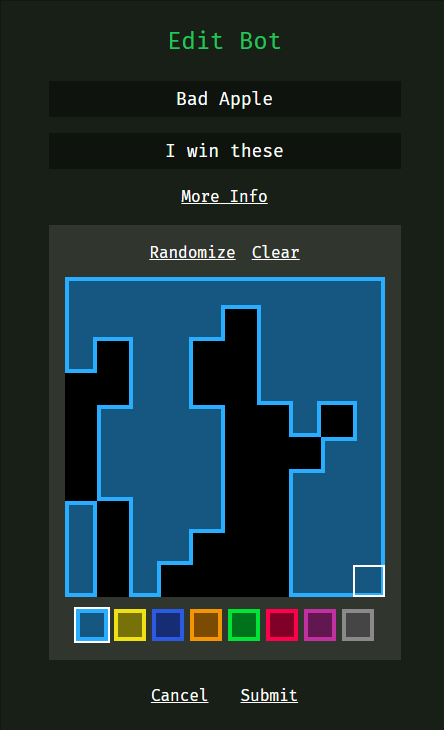 Edit Bot
Bad Apple
I win these
More Info
Randomize Clear
Cancel Submit